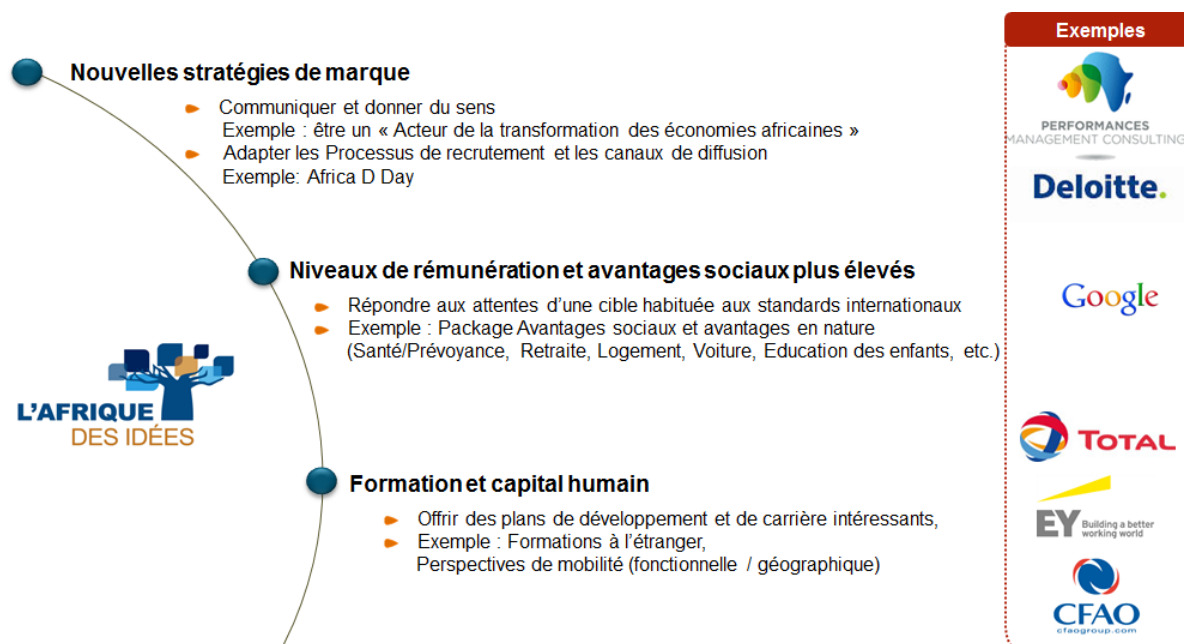 Exemples
Nouvelles stratégies de marque
Communiquer et donner du sens
Exemple : être un « Acteur de la transformation des économies africaines »
Adapter les Processus de recrutement et les canaux de diffusion
Exemple: Africa D Day
PERFORMANCES
MANAGEMENT CONSULTING
Deloitte.
Niveaux de rémunération et avantages sociaux plus élevés
Répondre aux attentes d’une cible habituée aux standards internationaux
Exemple : Package Avantages sociaux et avantages en nature
(Santé/Prévoyance, Retraite, Logement, Voiture, Education des enfants, etc.)
Google
L’AFRIQUE
DES IDÉES
TOTAL
Formation et capital humain
Offrir des plans de développement et de carrière intéressants,
Exemple : Formations à l’étranger,
Perspectives de mobilité (fonctionnelle / géographique)
EY Building a better
working world
CFAO
cfaogroup.com